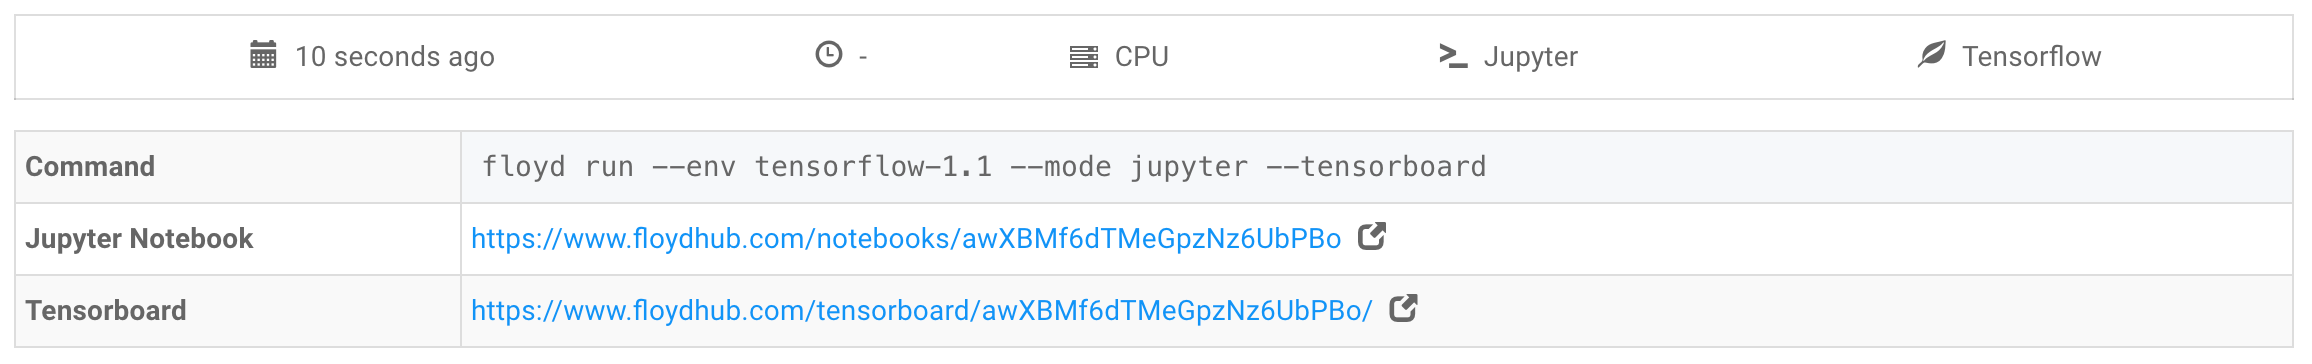 10 seconds ago - CPU Jupyter Tensorflow
Command floyd run --env tensorflow-1.1 --mode jupyter --tensorboard
Jupyter Notebook https://www.floydhub.com/notebooks/awXBMf6dTMeGpzNz6UbPBo
Tensorboard https://www.floydhub.com/tensorboard/awXBMf6dTMeGpzNz6UbPBo/